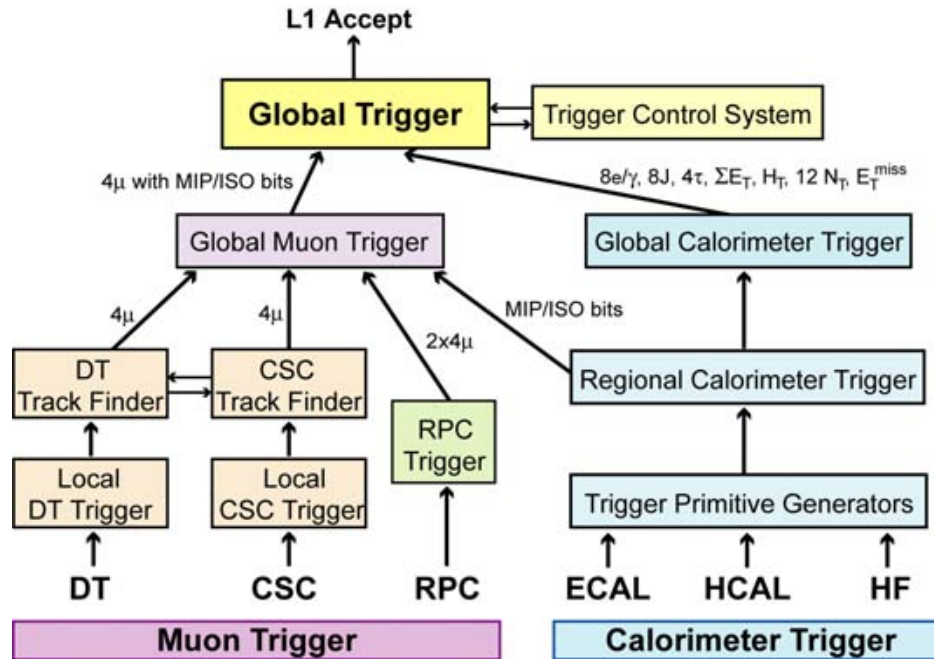 L1 Accept
Global Trigger
Trigger Control System
4μ with MIP/ISO bits
8e/γ, 8J, 4τ, ΣE_T, H_T, 12 N_T, E_T^miss
Global Muon Trigger
Global Calorimeter Trigger
4μ
4μ
2x4μ
MIP/ISO bits
DT
Track Finder
CSC
Track Finder
Regional Calorimeter Trigger
RPC
Trigger
Local
DT Trigger
Local
CSC Trigger
Trigger Primitive Generators
DT
CSC
RPC
ECAL
HCAL
HF
Muon Trigger
Calorimeter Trigger